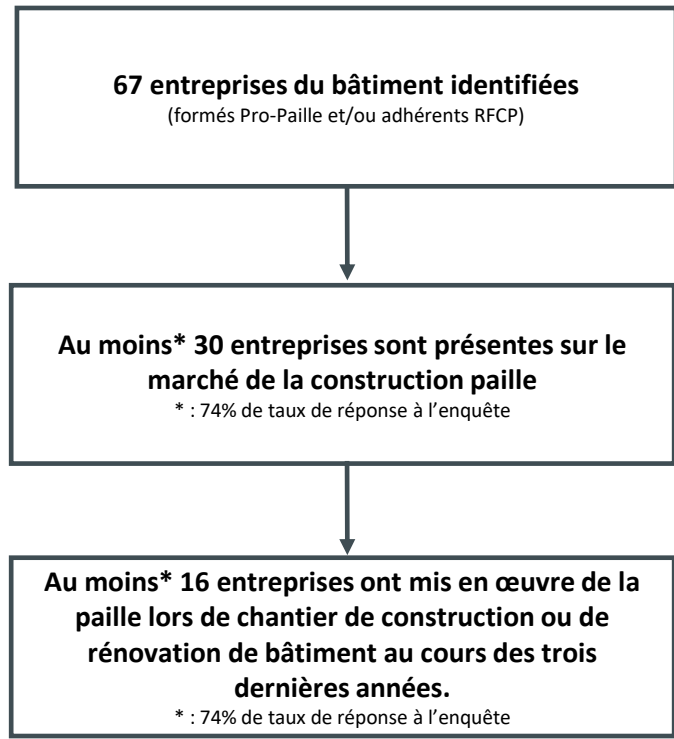 67 entreprises du bâtiment identifiées
(formés Pro-Paille et/ou adhérents RFCP)
Au moins* 30 entreprises sont présentes sur le
marché de la construction paille
* : 74% de taux de réponse à l’enquête
Au moins* 16 entreprises ont mis en œuvre de la
paille lors de chantier de construction ou de
rénovation de bâtiment au cours des trois
dernières années.
* : 74% de taux de réponse à l’enquête